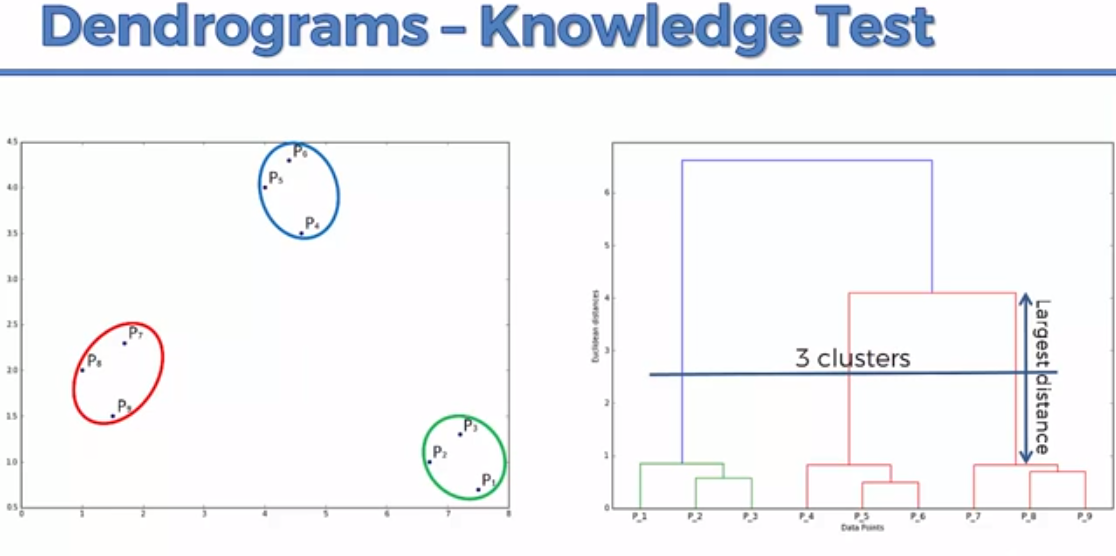 Dendrograms – Knowledge Test
4.5
4.0
3.5
3.0
2.5
2.0
1.5
1.0
0.5
0 1 2 3 4 5 6 7 8
P₆
P₅
P₄
P₇
P₈
P₉
P₃
P₂
P₁
6
5
4
3
2
1
0
Euclidean distances
3 clusters
Largest distance
P_1 P_2 P_3 P_4 P_5 P_6 P_7 P_8 P_9
Data Points